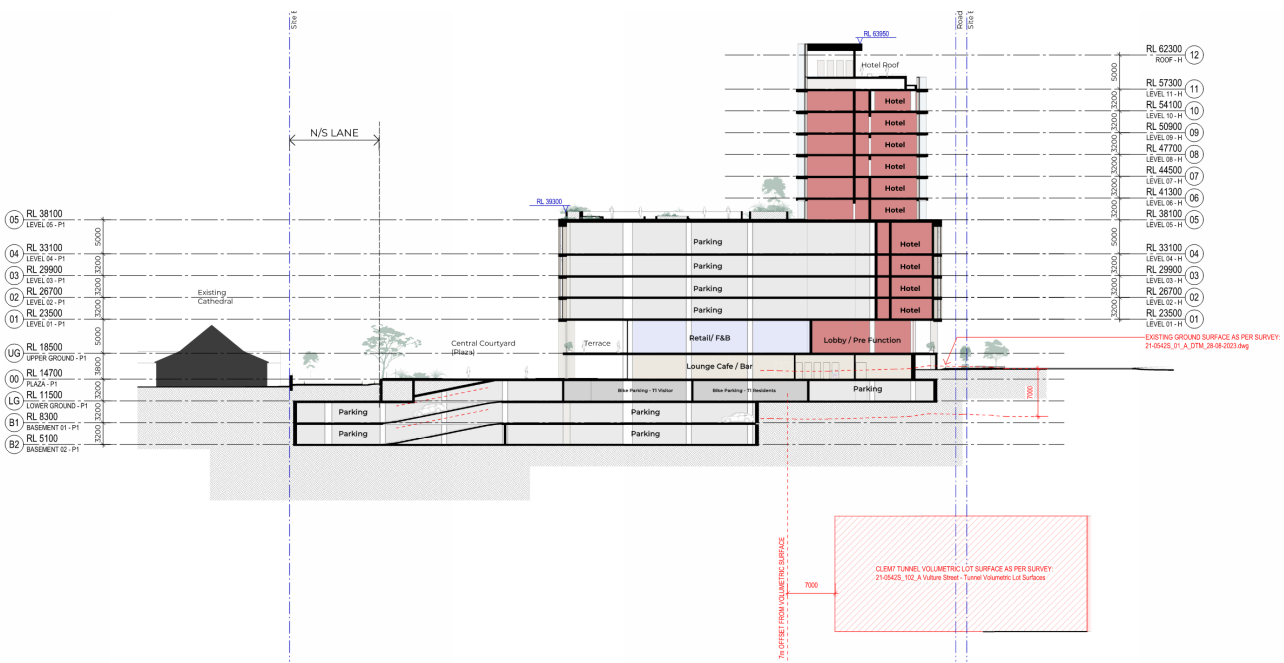 Site E
Road
Site E
RL 63950
Hotel Roof
RL 62300
12
ROOF - H
5000
RL 57300
11
LEVEL 11 - H
Hotel
3200
RL 54100
10
LEVEL 10 - H
Hotel
3200
RL 50900
09
LEVEL 09 - H
Hotel
3200
RL 47700
08
LEVEL 08 - H
Hotel
3200
RL 44500
07
LEVEL 07 - H
Hotel
3200
RL 41300
06
LEVEL 06 - H
Hotel
3200
RL 38100
05
LEVEL 05 - H
5000
RL 33100
04
LEVEL 04 - H
3200
RL 29900
03
LEVEL 03 - H
3200
RL 26700
02
LEVEL 02 - H
3200
RL 23500
01
LEVEL 01 - H
N/S LANE
RL 39300
05
RL 38100
LEVEL 05 - P1
5000
Parking
Hotel
04
RL 33100
LEVEL 04 - P1
3200
Parking
Hotel
03
RL 29900
LEVEL 03 - P1
3200
Parking
Hotel
02
RL 26700
LEVEL 02 - P1
3200
Parking
Hotel
01
RL 23500
LEVEL 01 - P1
5000
Existing
Cathedral
Central Courtyard
(Plaza)
Terrace
Retail/ F&B
Lobby / Pre Function
UG
RL 18500
UPPER GROUND - P1
3800
Lounge Cafe / Bar
00
RL 14700
PLAZA - P1
3200
Bike Parking - T1 Visitor
Bike Parking - T1 Residents
Parking
LG
RL 11500
LOWER GROUND - P1
3200
Parking
Parking
B1
RL 8300
BASEMENT 01 - P1
3200
Parking
Parking
B2
RL 5100
BASEMENT 02 - P1
EXISTING GROUND SURFACE AS PER SURVEY:
21-0542S_01_A_DTM_28-08-2023.dwg
7000
7m OFFSET FROM VOLUMETRIC SURFACE
7000
CLEM7 TUNNEL VOLUMETRIC LOT SURFACE AS PER SURVEY:
21-0542S_102_A Vulture Street - Tunnel Volumetric Lot Surfaces